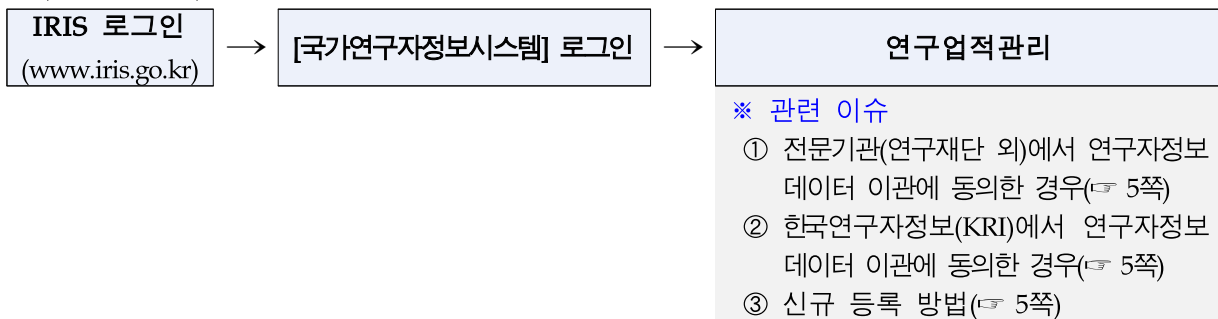 IRIS 로그인
(www.iris.go.kr)
→
[국가연구자정보시스템] 로그인
→
연구업적관리
※ 관련 이슈
① 전문기관(연구재단 외)에서 연구자정보
데이터 이관에 동의한 경우(☞ 5쪽)
② 한국연구자정보(KRI)에서 연구자정보
데이터 이관에 동의한 경우(☞ 5쪽)
③ 신규 등록 방법(☞ 5쪽)